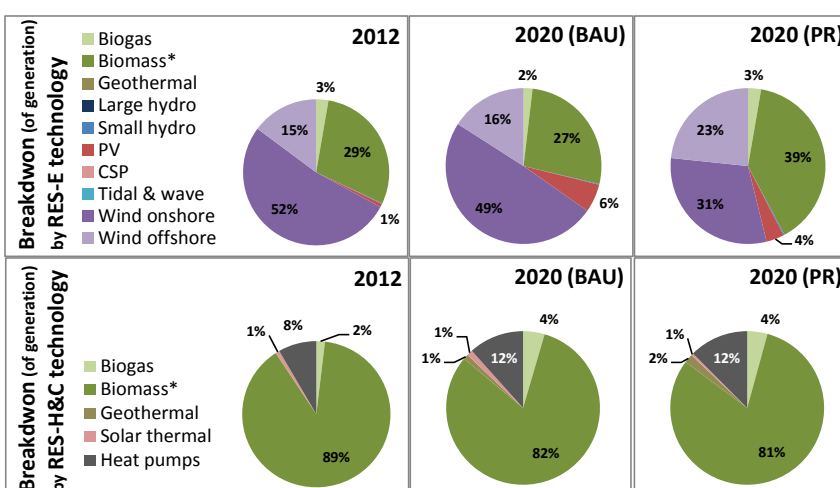 Breakdwon (of generation)
by RES-E technology
Biogas
Biomass*
Geothermal
Large hydro
Small hydro
PV
CSP
Tidal & wave
Wind onshore
Wind offshore
2012
3%
29%
1%
52%
15%
2020 (BAU)
2%
27%
6%
49%
16%
2020 (PR)
3%
39%
4%
31%
23%
Breakdwon (of generation)
by RES-H&C technology
Biogas
Biomass*
Geothermal
Solar thermal
Heat pumps
2012
2%
89%
1%
8%
2020 (BAU)
4%
82%
1%
1%
12%
2020 (PR)
4%
81%
2%
1%
12%